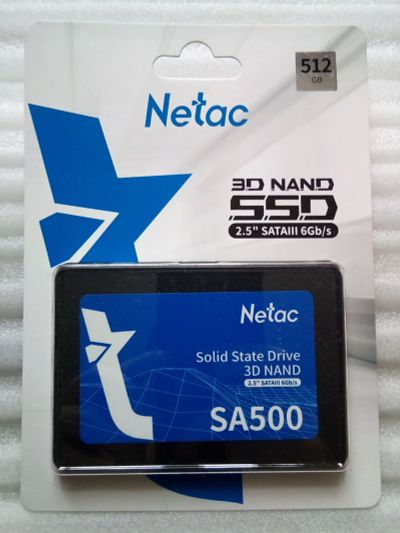 512
GB
Netac
3D NAND
SSD
2.5" SATAIII 6Gb/s
Netac
Solid State Drive
3D NAND
2.5" SATAIII 6Gb/s
SA500